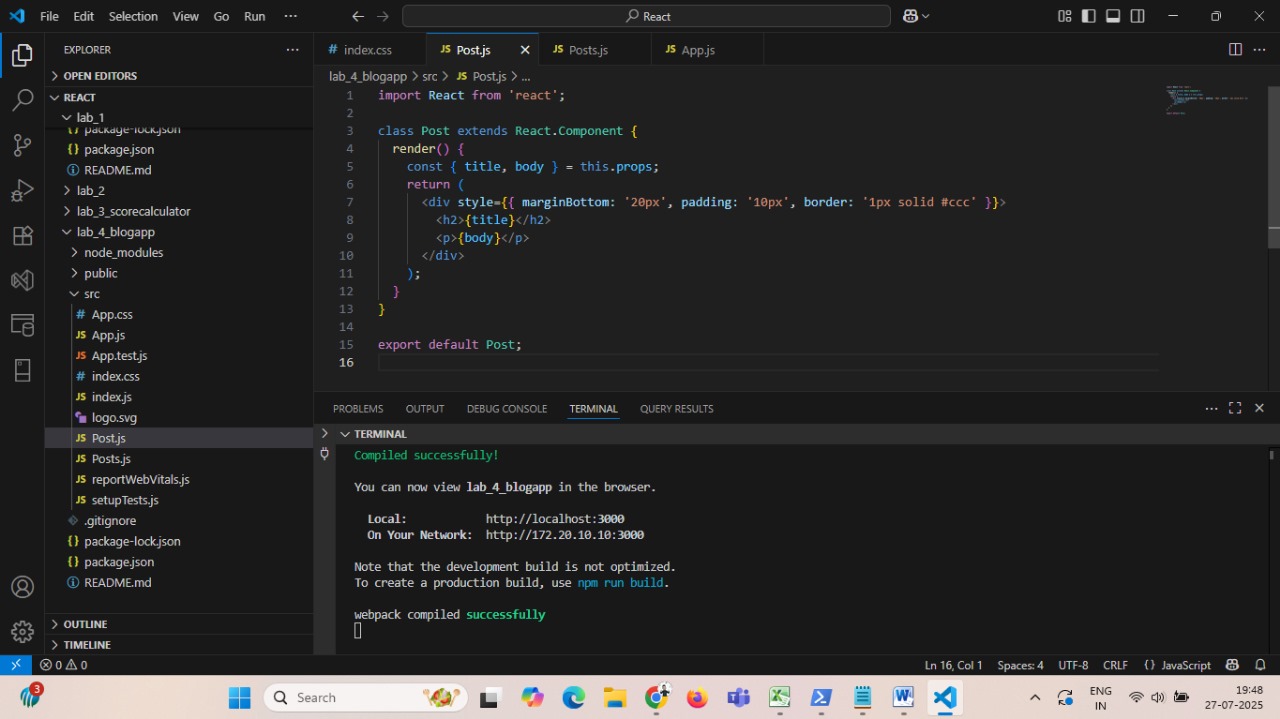 File Edit Selection View Go Run ··· React
EXPLORER ···
OPEN EDITORS
REACT
lab_1
package-lock.json
package.json
README.md
lab_2
lab_3_scorecalculator
lab_4_blogapp
node_modules
public
src
App.css
App.js
App.test.js
index.css
index.js
logo.svg
Post.js
Posts.js
reportWebVitals.js
setupTests.js
.gitignore
package-lock.json
package.json
README.md
OUTLINE
TIMELINE
# index.css JS Post.js JS Posts.js JS App.js
lab_4_blogapp > src > JS Post.js > ...
1 import React from 'react';
2
3 class Post extends React.Component {
4 render() {
5 const { title, body } = this.props;
6 return (
7 <div style={{ marginBottom: '20px', padding: '10px', border: '1px solid #ccc' }}>
8 <h2>{title}</h2>
9 <p>{body}</p>
10 </div>
11 );
12 }
13 }
14
15 export default Post;
16
PROBLEMS OUTPUT DEBUG CONSOLE TERMINAL QUERY RESULTS
TERMINAL
Compiled successfully!
You can now view lab_4_blogapp in the browser.
Local: http://localhost:3000
On Your Network: http://172.20.10.10:3000
Note that the development build is not optimized.
To create a production build, use npm run build.
webpack compiled successfully
0 0 Ln 16, Col 1 Spaces: 4 UTF-8 CRLF {} JavaScript
3 Search ENG IN 19:48 27-07-2025